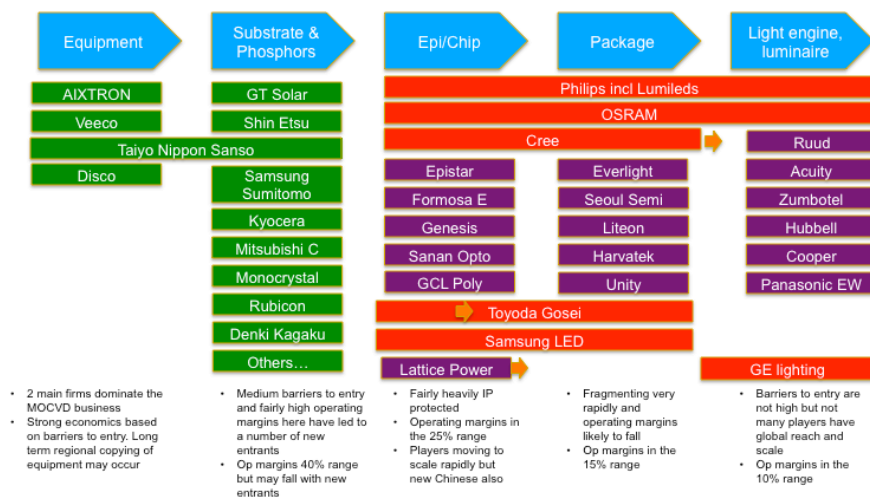 Equipment
Substrate &
Phosphors
Epi/Chip
Package
Light engine,
luminaire
AIXTRON
GT Solar
Philips incl Lumileds
Veeco
Shin Etsu
OSRAM
Taiyo Nippon Sanso
Cree
Ruud
Disco
Samsung
Sumitomo
Epistar
Everlight
Acuity
Formosa E
Seoul Semi
Zumbotel
Kyocera
Genesis
Liteon
Hubbell
Mitsubishi C
Sanan Opto
Harvatek
Cooper
Monocrystal
GCL Poly
Unity
Panasonic EW
Rubicon
Toyoda Gosei
Denki Kagaku
Samsung LED
Others…
Lattice Power
GE lighting
• 2 main firms dominate the
MOCVD business
• Strong economics based
on barriers to entry. Long
term regional copying of
equipment may occur
• Medium barriers to entry
and fairly high operating
margins here have led to
a number of new
entrants
• Op margins 40% range
but may fall with new
entrants
• Fairly heavily IP
protected
• Operating margins in
the 25% range
• Players moving to
scale rapidly but
new Chinese also
• Fragmenting very
rapidly and
operating margins
likely to fall
• Op margins in the
15% range
• Barriers to entry are
not high but not
many players have
global reach and
scale
• Op margins in the
10% range